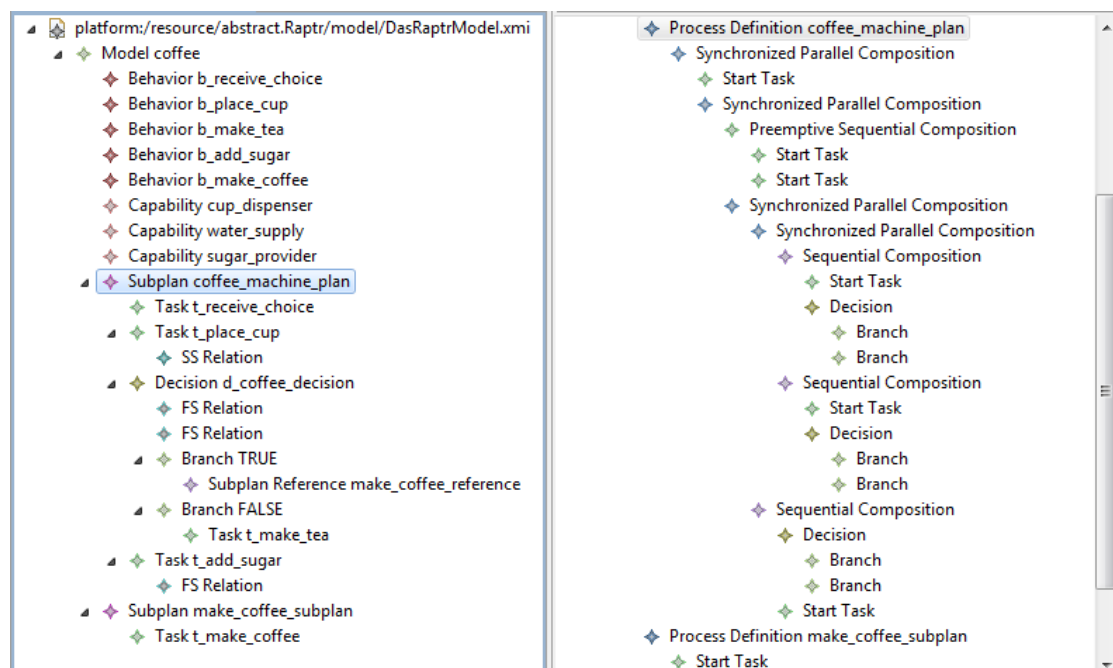 platform:/resource/abstract.Raptr/model/DasRaptrModel.xmi
Model coffee
Behavior b_receive_choice
Behavior b_place_cup
Behavior b_make_tea
Behavior b_add_sugar
Behavior b_make_coffee
Capability cup_dispenser
Capability water_supply
Capability sugar_provider
Subplan coffee_machine_plan
Task t_receive_choice
Task t_place_cup
SS Relation
Decision d_coffee_decision
FS Relation
FS Relation
Branch TRUE
Subplan Reference make_coffee_reference
Branch FALSE
Task t_make_tea
Task t_add_sugar
FS Relation
Subplan make_coffee_subplan
Task t_make_coffee
Process Definition coffee_machine_plan
Synchronized Parallel Composition
Start Task
Synchronized Parallel Composition
Preemptive Sequential Composition
Start Task
Start Task
Synchronized Parallel Composition
Synchronized Parallel Composition
Sequential Composition
Start Task
Decision
Branch
Branch
Sequential Composition
Start Task
Decision
Branch
Branch
Sequential Composition
Decision
Branch
Branch
Start Task
Process Definition make_coffee_subplan
Start Task